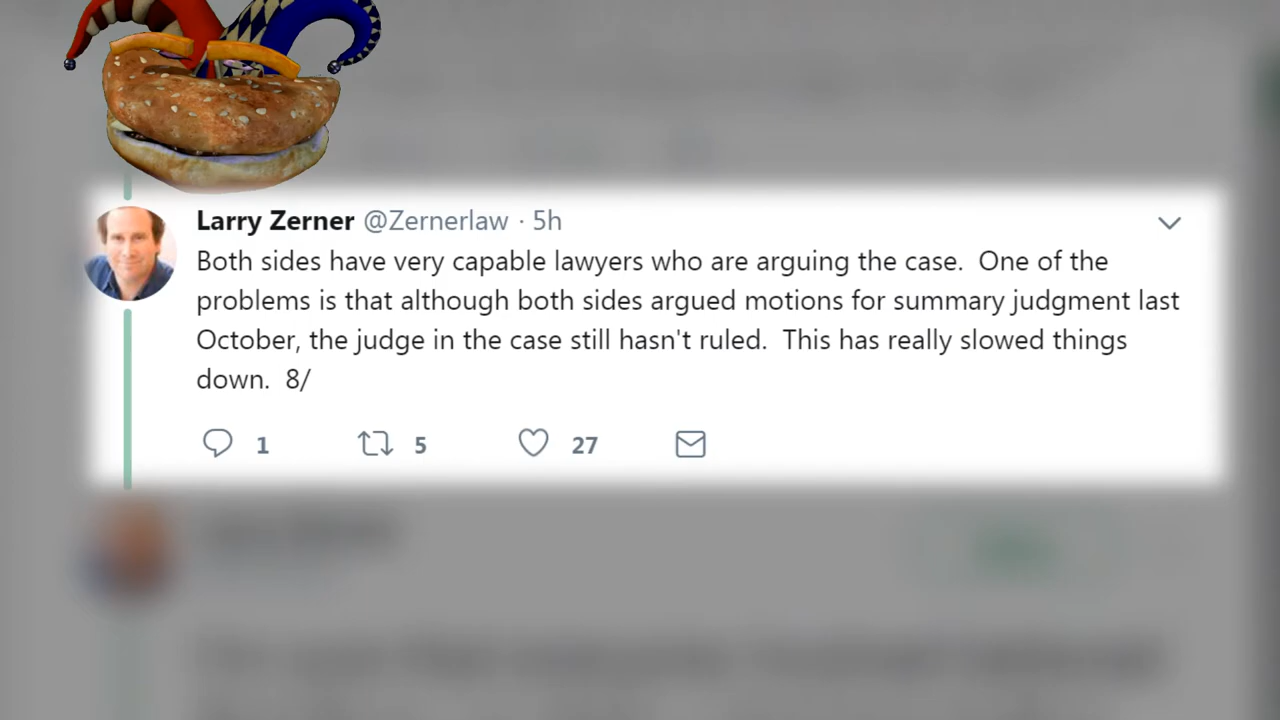 Larry Zerner @Zernerlaw · 5h
Both sides have very capable lawyers who are arguing the case.  One of the
problems is that although both sides argued motions for summary judgment last
October, the judge in the case still hasn't ruled.  This has really slowed things
down.  8/
1 5 27